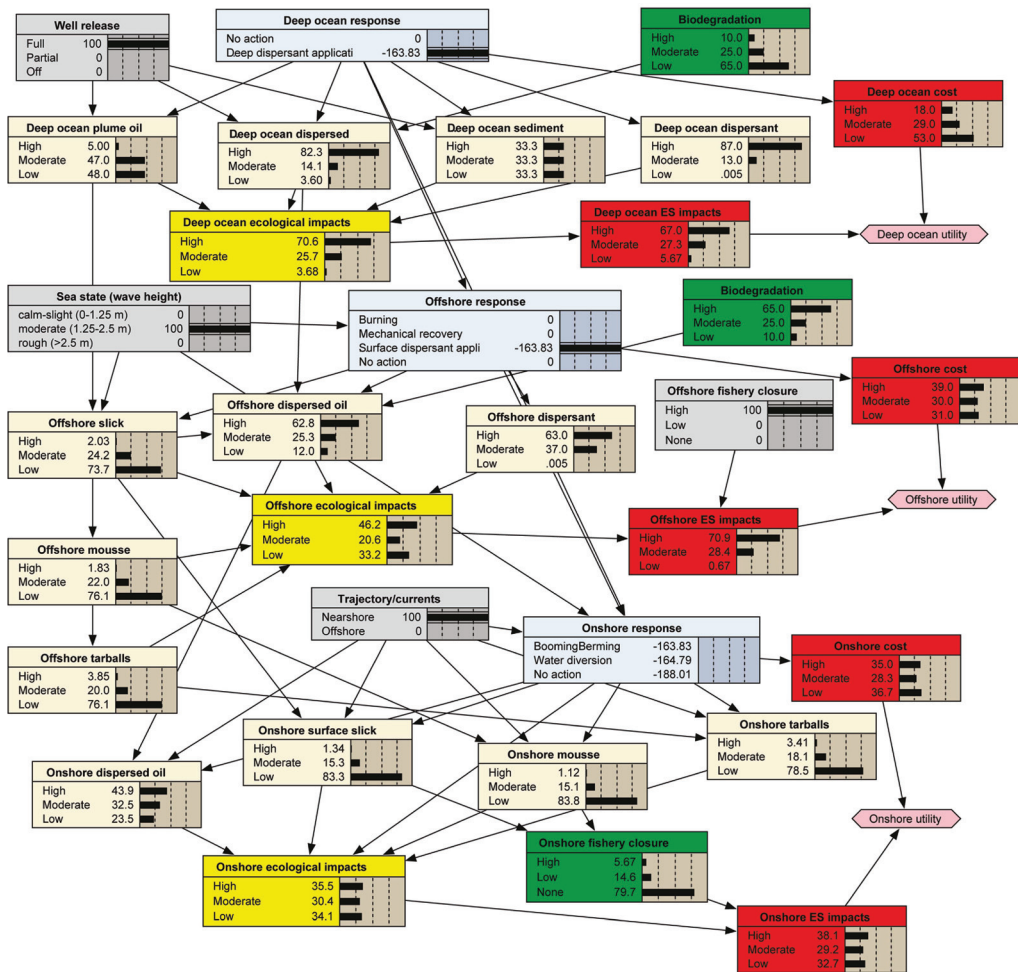 Well release
Full 100
Partial 0
Off 0
Deep ocean response
No action 0
Deep dispersant applicati -163.83
Biodegradation
High 10.0
Moderate 25.0
Low 65.0
Deep ocean cost
High 18.0
Moderate 29.0
Low 53.0
Deep ocean plume oil
High 5.00
Moderate 47.0
Low 48.0
Deep ocean dispersed
High 82.3
Moderate 14.1
Low 3.60
Deep ocean sediment
High 33.3
Moderate 33.3
Low 33.3
Deep ocean dispersant
High 87.0
Moderate 13.0
Low .005
Deep ocean ecological impacts
High 70.6
Moderate 25.7
Low 3.68
Deep ocean ES impacts
High 67.0
Moderate 27.3
Low 5.67
Deep ocean utility
Sea state (wave height)
calm-slight (0-1.25 m) 0
moderate (1.25-2.5 m) 100
rough (>2.5 m) 0
Offshore response
Burning 0
Mechanical recovery 0
Surface dispersant appli -163.83
No action 0
Biodegradation
High 65.0
Moderate 25.0
Low 10.0
Offshore cost
High 39.0
Moderate 30.0
Low 31.0
Offshore slick
High 2.03
Moderate 24.2
Low 73.7
Offshore dispersed oil
High 62.8
Moderate 25.3
Low 12.0
Offshore dispersant
High 63.0
Moderate 37.0
Low .005
Offshore fishery closure
High 100
Low 0
None 0
Offshore utility
Offshore ecological impacts
High 46.2
Moderate 20.6
Low 33.2
Offshore ES impacts
High 70.9
Moderate 28.4
Low 0.67
Offshore mousse
High 1.83
Moderate 22.0
Low 76.1
Trajectory/currents
Nearshore 100
Offshore 0
Onshore response
BoomingBerming -163.83
Water diversion -164.79
No action -188.01
Onshore cost
High 35.0
Moderate 28.3
Low 36.7
Offshore tarballs
High 3.85
Moderate 20.0
Low 76.1
Onshore surface slick
High 1.34
Moderate 15.3
Low 83.3
Onshore mousse
High 1.12
Moderate 15.1
Low 83.8
Onshore tarballs
High 3.41
Moderate 18.1
Low 78.5
Onshore dispersed oil
High 43.9
Moderate 32.5
Low 23.5
Onshore utility
Onshore ecological impacts
High 35.5
Moderate 30.4
Low 34.1
Onshore fishery closure
High 5.67
Low 14.6
None 79.7
Onshore ES impacts
High 38.1
Moderate 29.2
Low 32.7